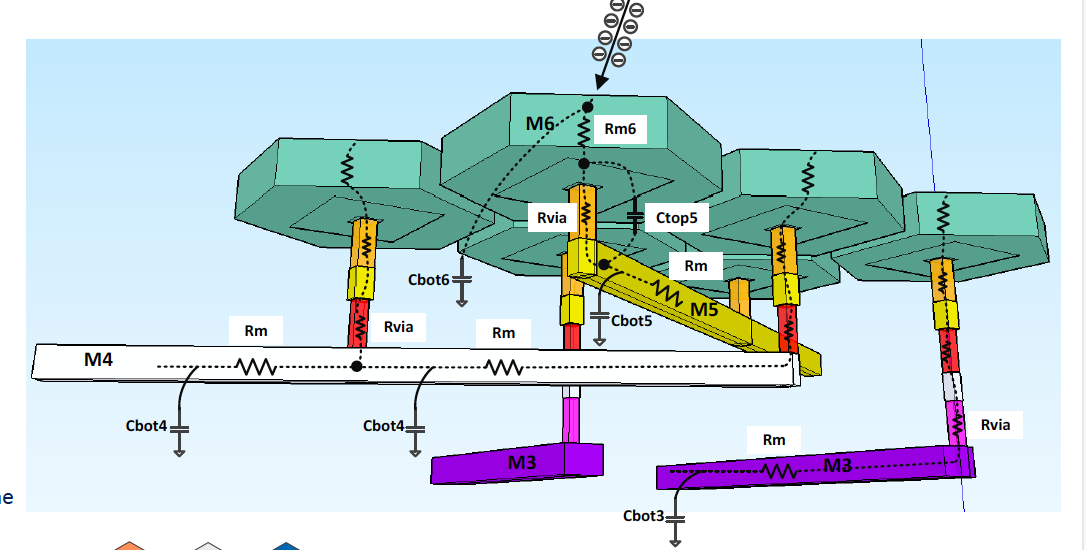 M6
Rm6
Rvia
Ctop5
Rm
Cbot6
M5
Cbot5
Rm
Rvia
Rm
M4
Cbot4
Cbot4
Rvia
Rm
M3
M3
Cbot3